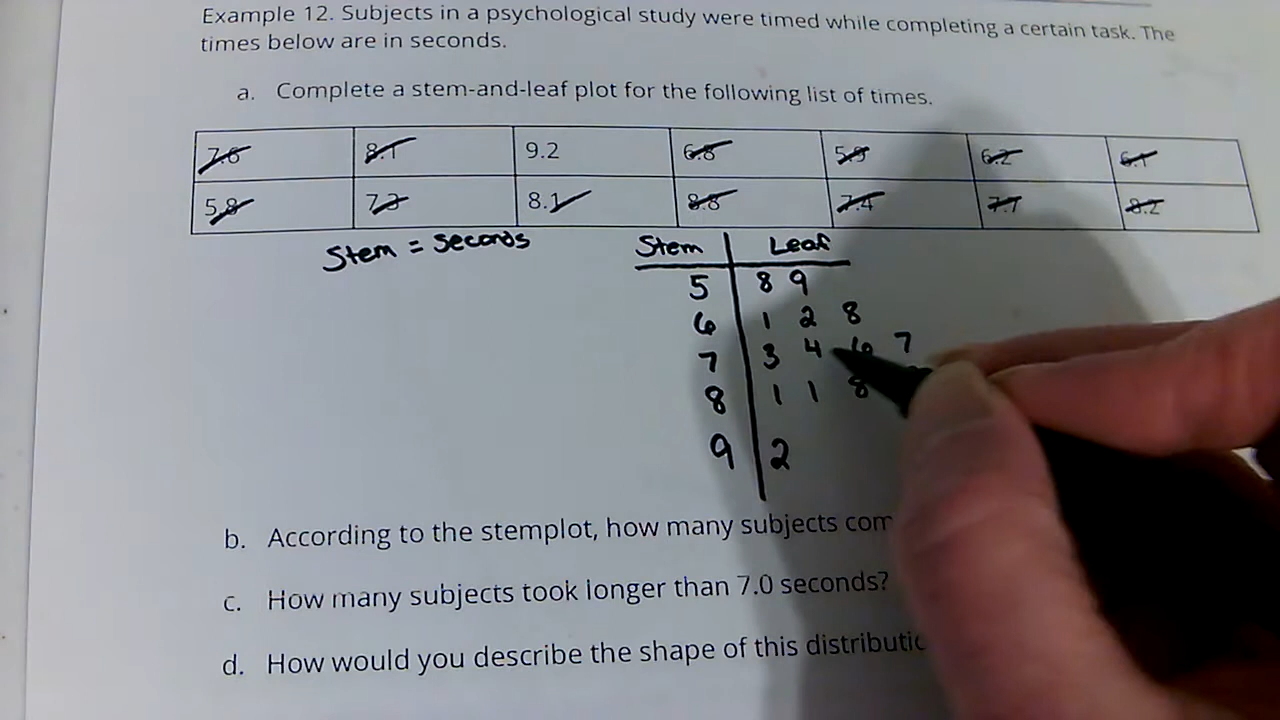 Example 12. Subjects in a psychological study were timed while completing a certain task. The
times below are in seconds.
a. Complete a stem-and-leaf plot for the following list of times.
7.6 8.1 9.2 6.8 5.9 6.2 6.1
5.8 7.3 8.1 8.8 7.4 7.7 8.2
Stem = seconds
Stem Leaf
5 8 9
6 1 2 8
7 3 4 6 7
8 1 1 8
9 2
b. According to the stemplot, how many subjects com
c. How many subjects took longer than 7.0 seconds?
d. How would you describe the shape of this distributio